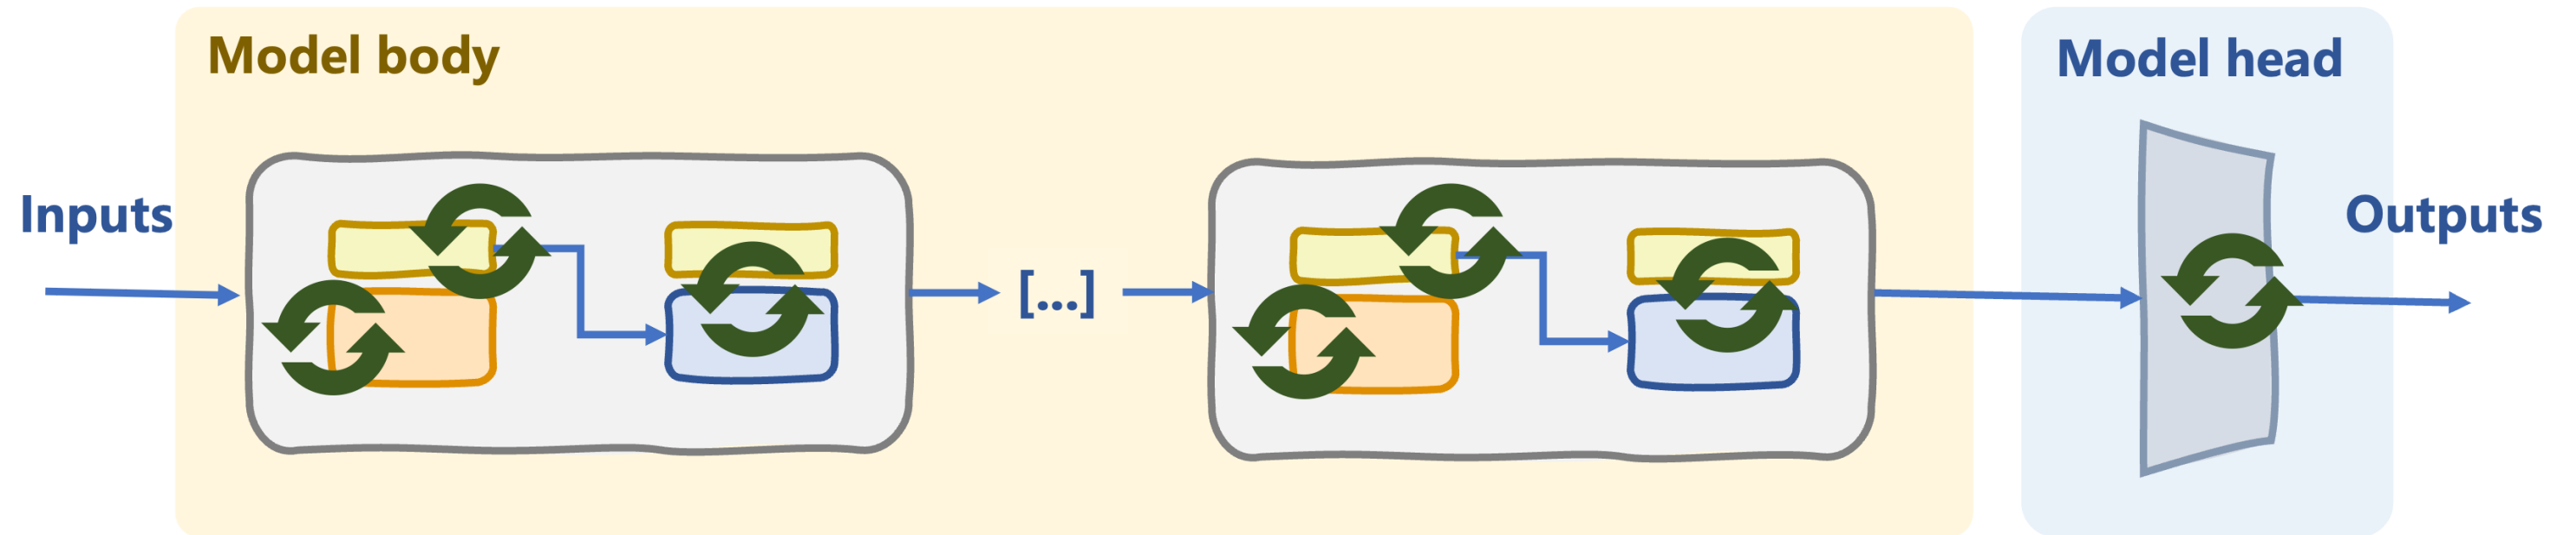 Model body
Model head
Inputs
Outputs
[...]